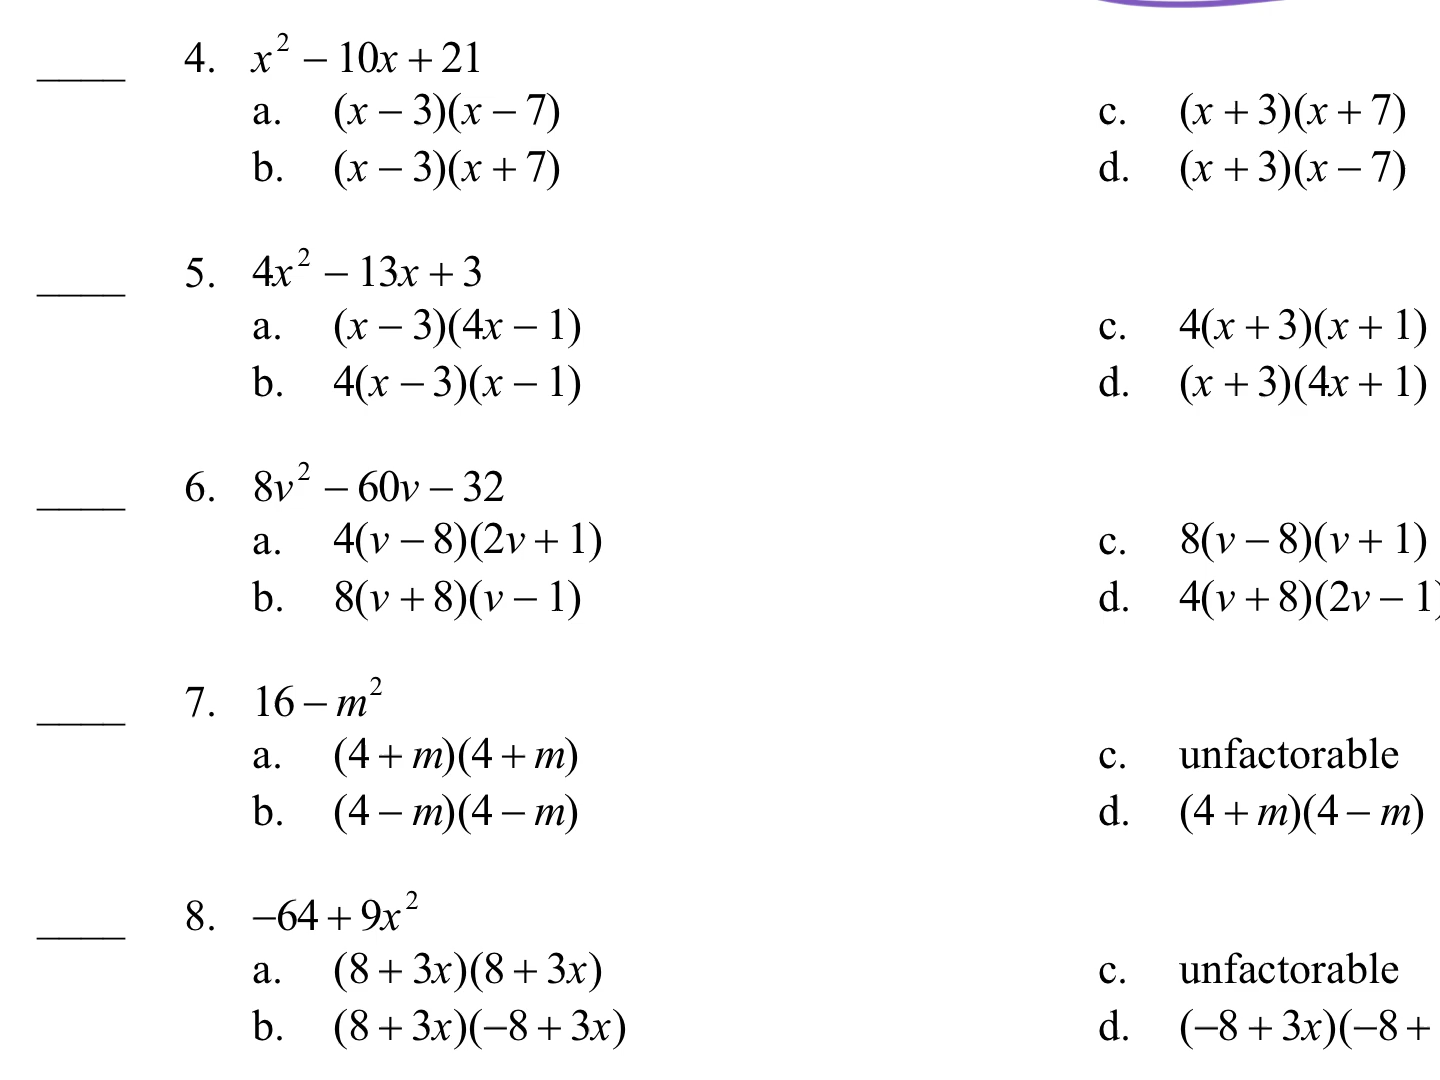 ____ 4. x² – 10x + 21
a. (x – 3)(x – 7) c. (x + 3)(x + 7)
b. (x – 3)(x + 7) d. (x + 3)(x – 7)
____ 5. 4x² – 13x + 3
a. (x – 3)(4x – 1) c. 4(x + 3)(x + 1)
b. 4(x – 3)(x – 1) d. (x + 3)(4x + 1)
____ 6. 8v² – 60v – 32
a. 4(v – 8)(2v + 1) c. 8(v – 8)(v + 1)
b. 8(v + 8)(v – 1) d. 4(v + 8)(2v – 1)
____ 7. 16 – m²
a. (4 + m)(4 + m) c. unfactorable
b. (4 – m)(4 – m) d. (4 + m)(4 – m)
____ 8. –64 + 9x²
a. (8 + 3x)(8 + 3x) c. unfactorable
b. (8 + 3x)(–8 + 3x) d. (–8 + 3x)(–8 +